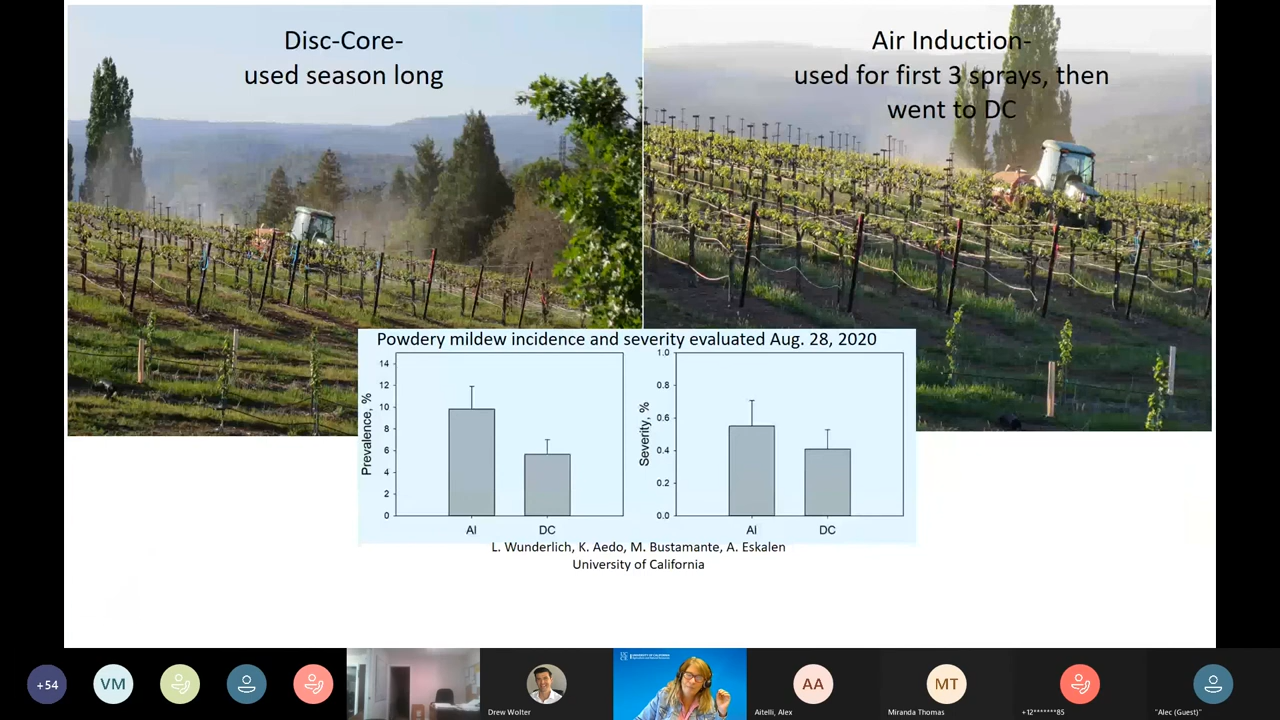 Disc-Core-
used season long
Air Induction-
used for first 3 sprays, then
went to DC
Powdery mildew incidence and severity evaluated Aug. 28, 2020
Prevalence, %
14
12
10
8
6
4
2
0
AI
DC
Severity, %
1.0
0.8
0.6
0.4
0.2
0.0
AI
DC
L. Wunderlich, K. Aedo, M. Bustamante, A. Eskalen
University of California
+54
VM
Drew Wolter
AA
Aitelli, Alex
MT
Miranda Thomas
+12*******85
"Alec (Guest)"